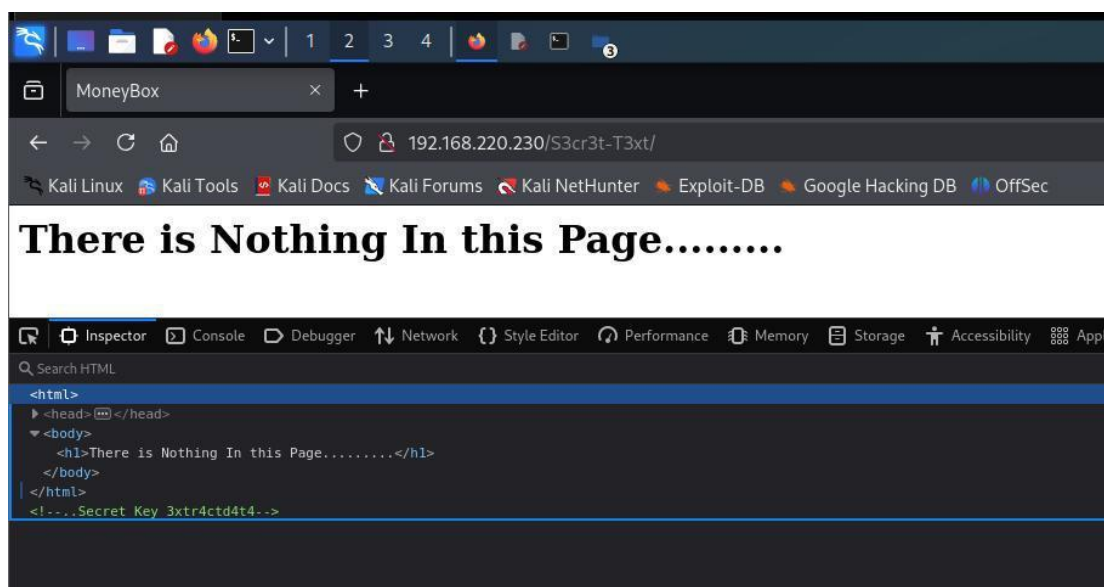 1 2 3 4 3
MoneyBox × +
192.168.220.230/S3cr3t-T3xt/
Kali Linux Kali Tools Kali Docs Kali Forums Kali NetHunter Exploit-DB Google Hacking DB OffSec
There is Nothing In this Page.........
Inspector Console Debugger Network {} Style Editor Performance Memory Storage Accessibility App
Search HTML
<html>
<head></head>
<body>
<h1>There is Nothing In this Page.........</h1>
</body>
</html>
<!--..Secret Key 3xtr4ctd4t4-->